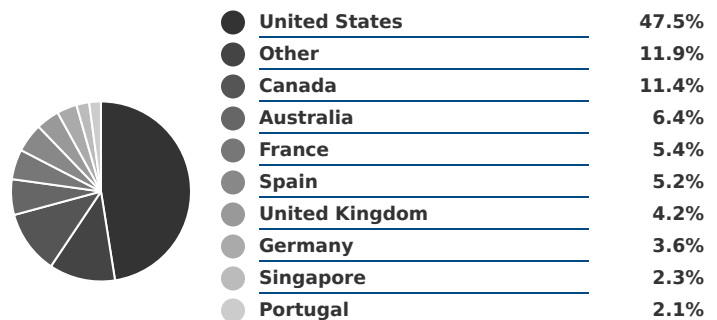 United States 47.5%
Other 11.9%
Canada 11.4%
Australia 6.4%
France 5.4%
Spain 5.2%
United Kingdom 4.2%
Germany 3.6%
Singapore 2.3%
Portugal 2.1%